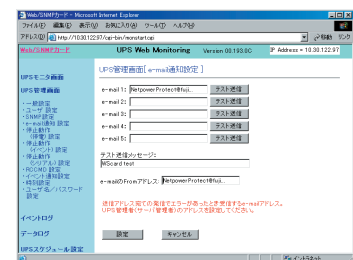 Web/SNMPカード - Microsoft Internet Explorer
ファイル(F) 編集(E) 表示(V) お気に入り(A) ツール(T) ヘルプ(H)
アドレス(D) http://10.30.122.97/cgi-bin/monstart.cgi 移動 リンク
Web/SNMPカード UPS Web Monitoring Version 08.193.0C IP Address = 10.30.122.97
UPS管理画面[ e-mail通知設定 ]
UPSモニタ画面
UPS管理画面
・一般設定
・ユーザ 設定
・SNMP設定
・e-mail通知 設定
・停止動作
(停電) 設定
・停止動作
(イベント) 設定
・停止動作
(シリアル) 設定
・RCCMD 設定
・イベント通知設定
・時刻設定
・ユーザ名／パスワード
設定
イベントログ
データログ
UPSスケジュール設定
e-mail 1: NetpowerProtect@fuji... テスト送信
e-mail 2: テスト送信
e-mail 3: テスト送信
e-mail 4: テスト送信
e-mail 5: テスト送信
テスト送信メッセージ:
WScard test
e-mailのFromアドレス: NetpowerProtect@fuji...
送信アドレス宛ての発信でエラーがあったとき受信するe-mailアドレス。
UPS管理者(サーバ管理者)のアドレスを設定してください。
設定 キャンセル
イントラネット